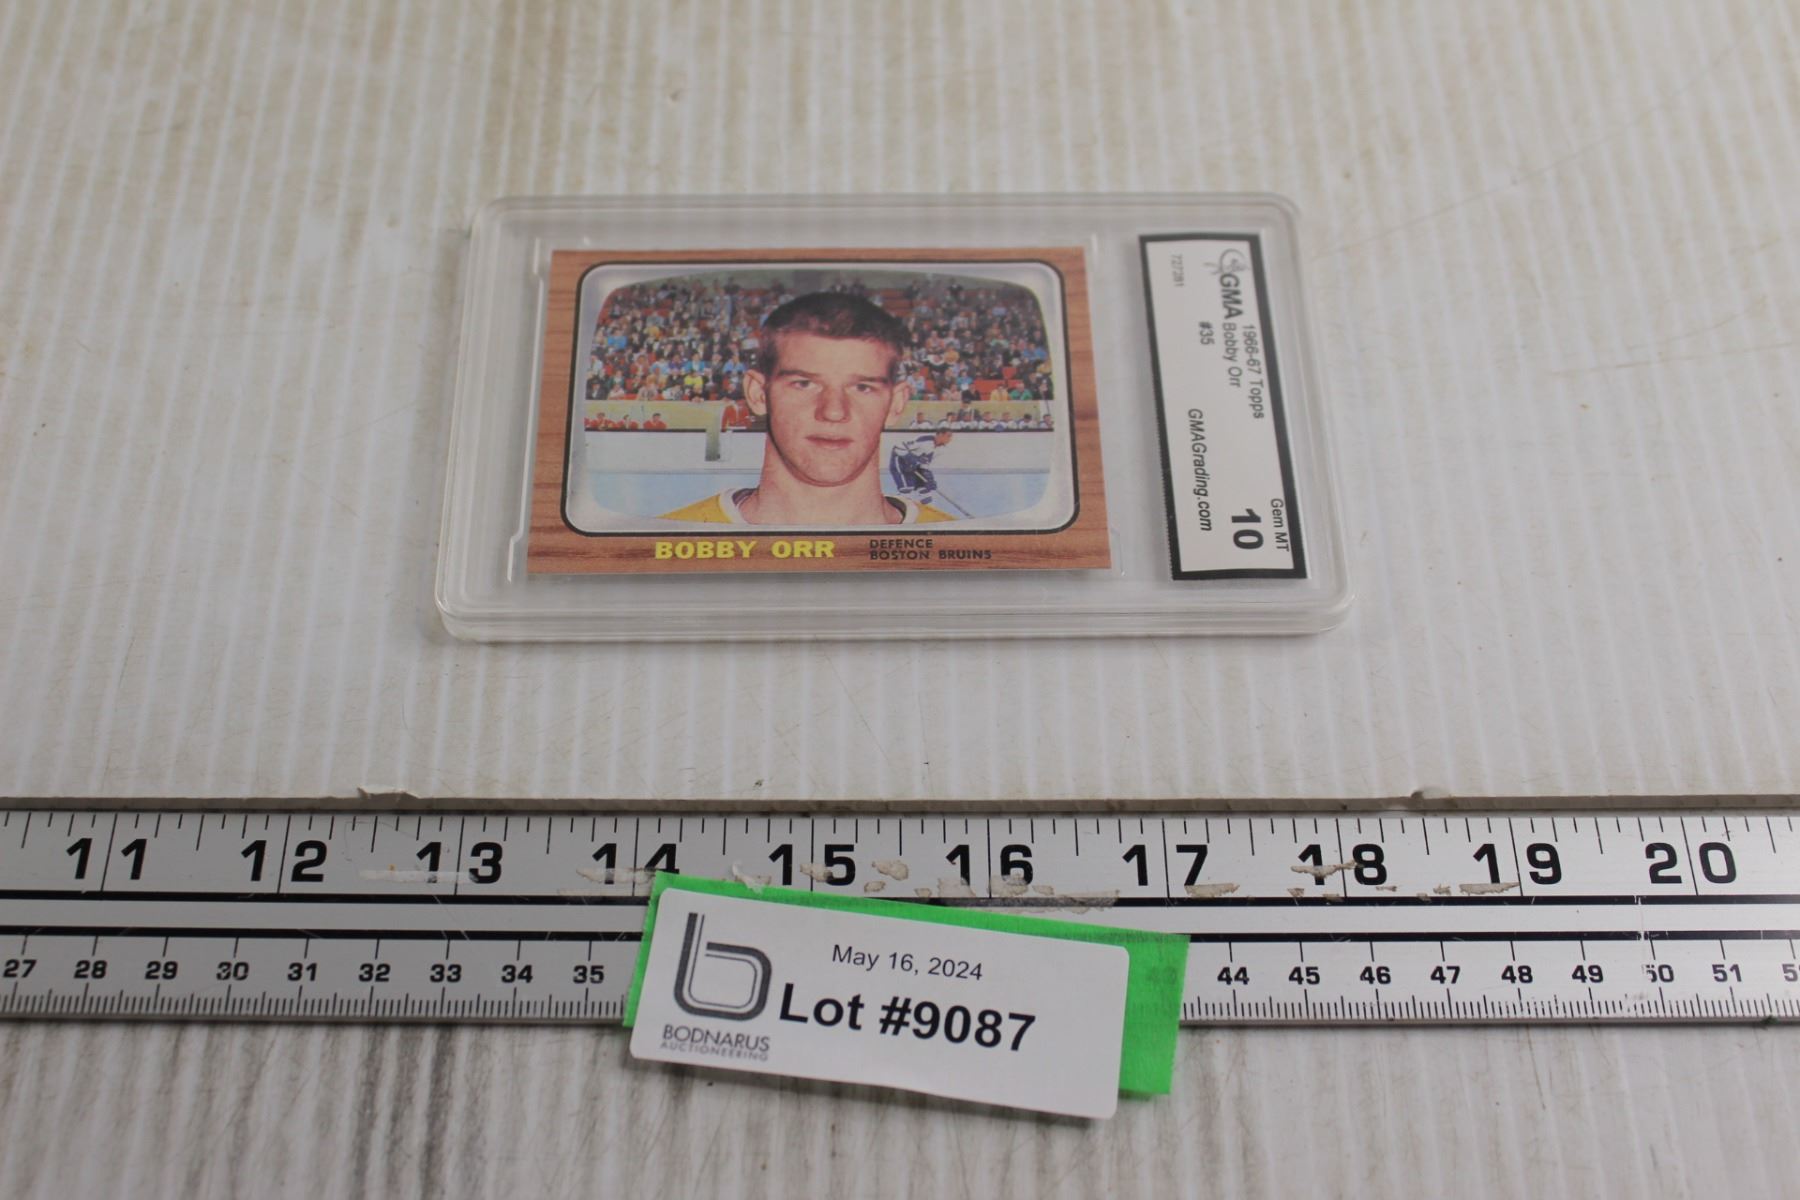 BOBBY ORR
DEFENCE
BOSTON BRUINS
GMA
1966-67 Topps
Bobby Orr
#35
727281
GMAGrading.com
Gem MT
10
11 12 13 14 15 16 17 18 19 20
27 28 29 30 31 32 33 34 35 43 44 45 46 47 48 49 50 51
May 16, 2024
Lot #9087
BODNARUS
AUCTIONEERING